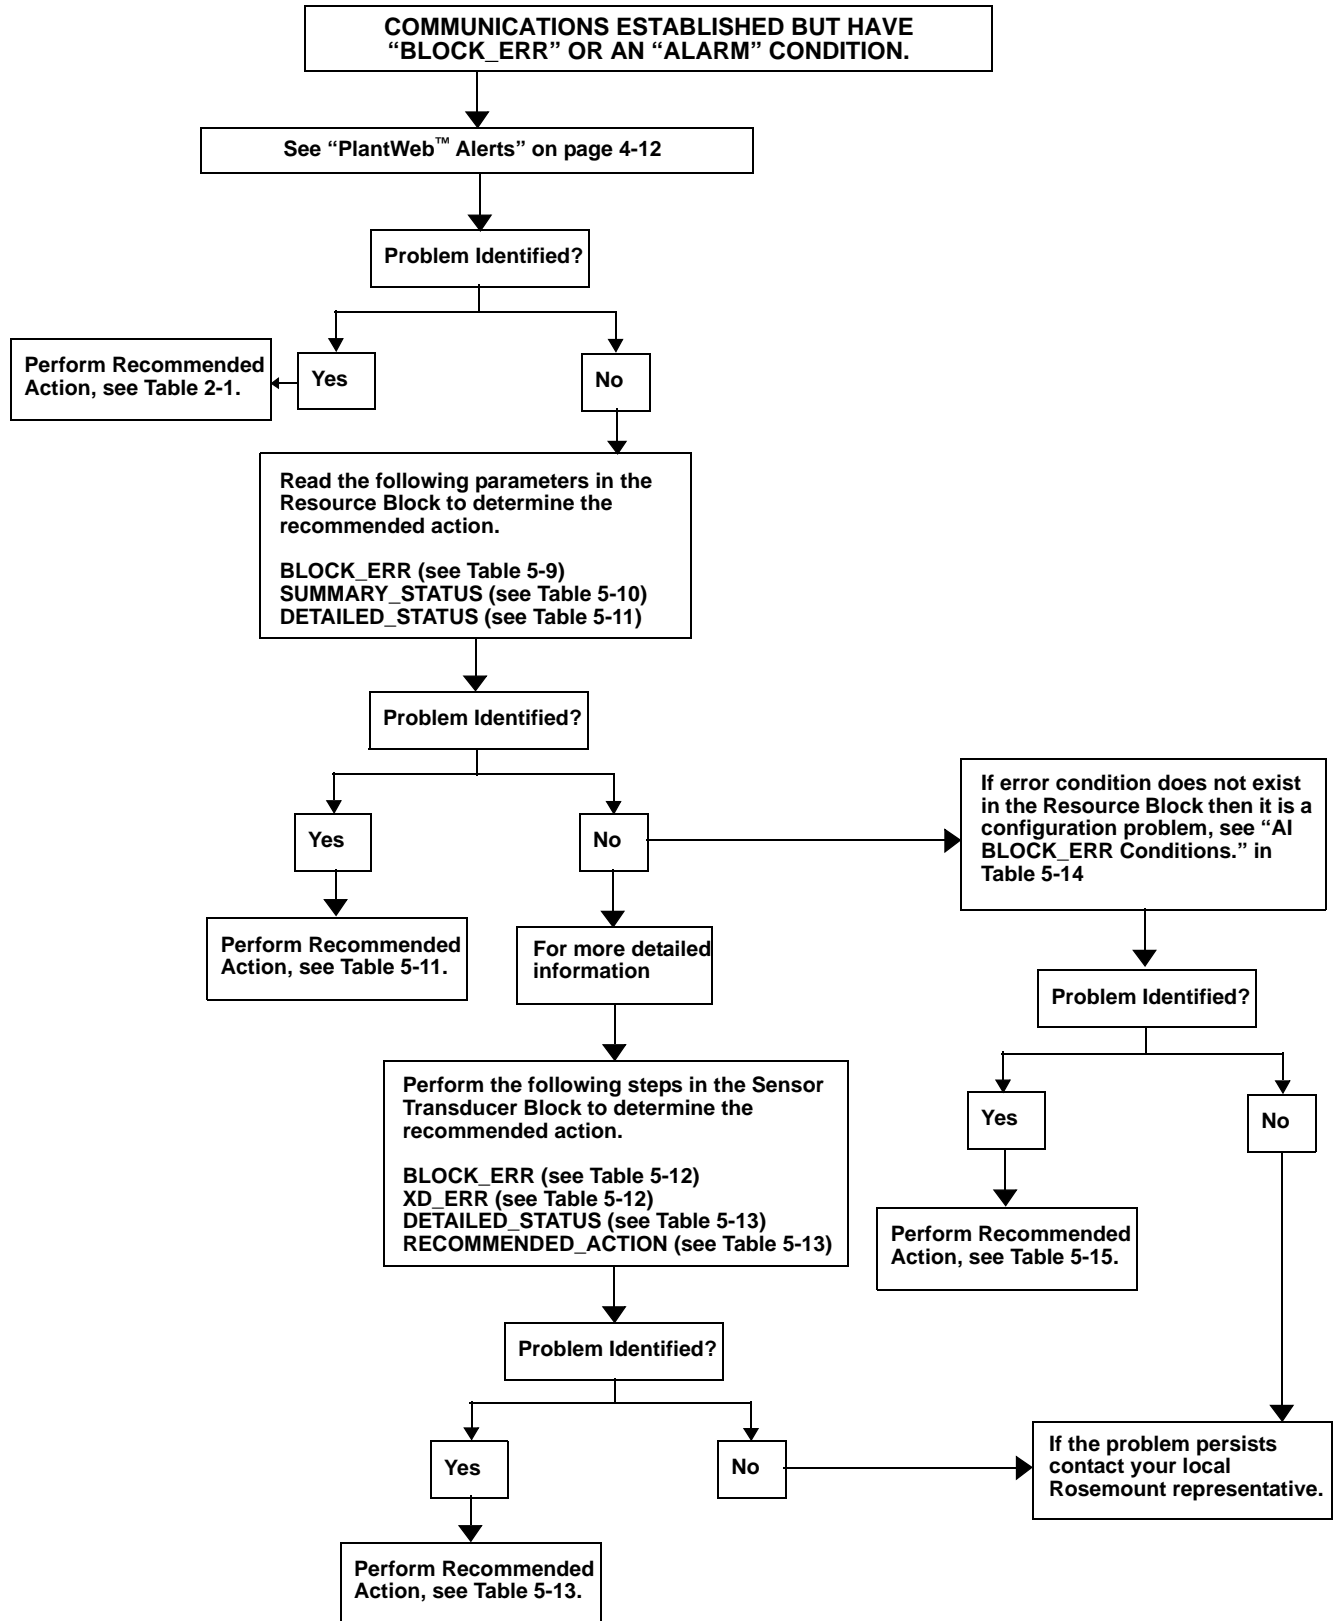 COMMUNICATIONS ESTABLISHED BUT HAVE
“BLOCK_ERR” OR AN “ALARM” CONDITION.
See “PlantWeb™ Alerts” on page 4-12
Problem Identified?
Perform Recommended
Action, see Table 2-1.
Yes
No
Read the following parameters in the
Resource Block to determine the
recommended action.
BLOCK_ERR (see Table 5-9)
SUMMARY_STATUS (see Table 5-10)
DETAILED_STATUS (see Table 5-11)
Problem Identified?
Yes
No
If error condition does not exist
in the Resource Block then it is a
configuration problem, see “AI
BLOCK_ERR Conditions.” in
Table 5-14
Perform Recommended
Action, see Table 5-11.
For more detailed
information
Problem Identified?
Perform the following steps in the Sensor
Transducer Block to determine the
recommended action.
BLOCK_ERR (see Table 5-12)
XD_ERR (see Table 5-12)
DETAILED_STATUS (see Table 5-13)
RECOMMENDED_ACTION (see Table 5-13)
Yes
No
Perform Recommended
Action, see Table 5-15.
Problem Identified?
Yes
No
If the problem persists
contact your local
Rosemount representative.
Perform Recommended
Action, see Table 5-13.